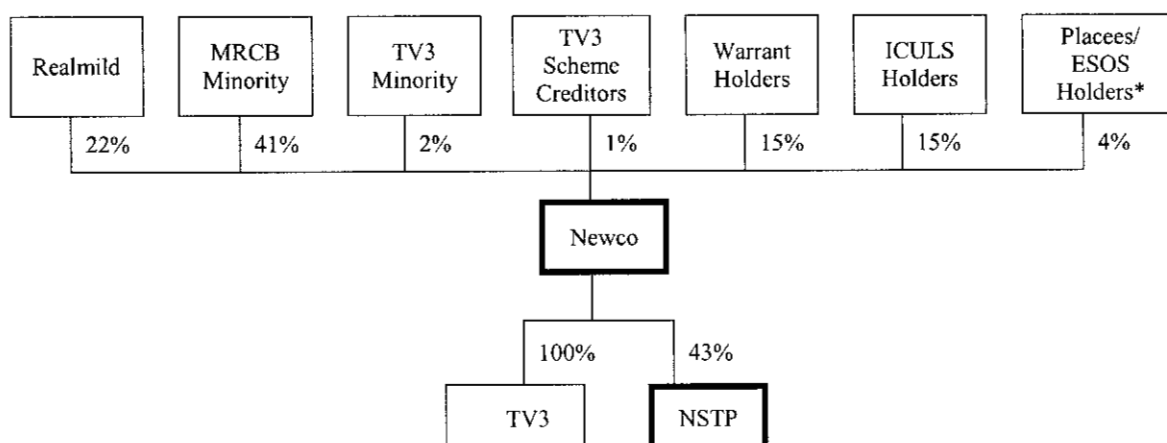 Realmild
MRCB
Minority
TV3
Minority
TV3
Scheme
Creditors
Warrant
Holders
ICULS
Holders
Placees/
ESOS
Holders*
22%
41%
2%
1%
15%
15%
4%
Newco
100%
43%
TV3
NSTP